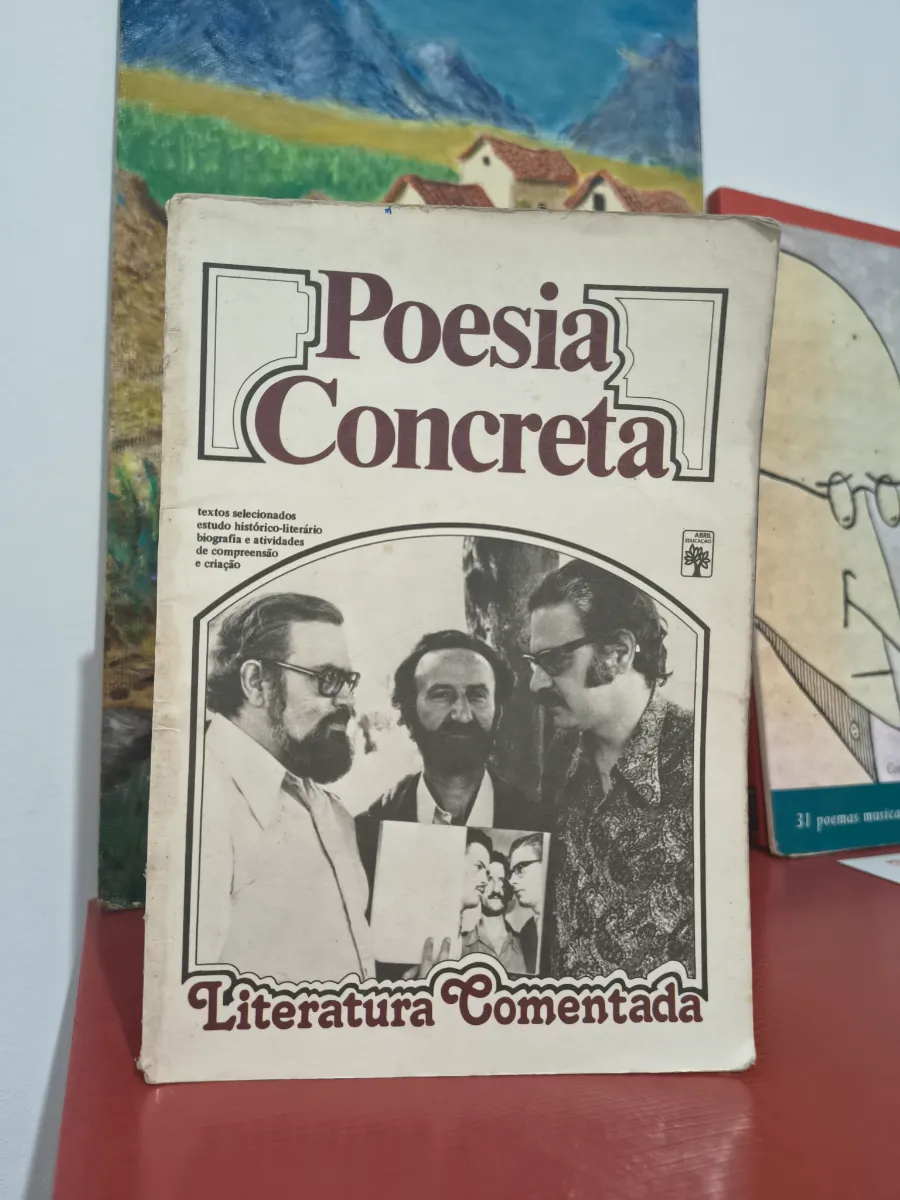 Poesia
Concreta
textos selecionados
estudo histórico-literário
biografia e atividades
de compreensão
e criação
ABRIL
EDUCAÇÃO
Literatura Comentada
31 poemas musica